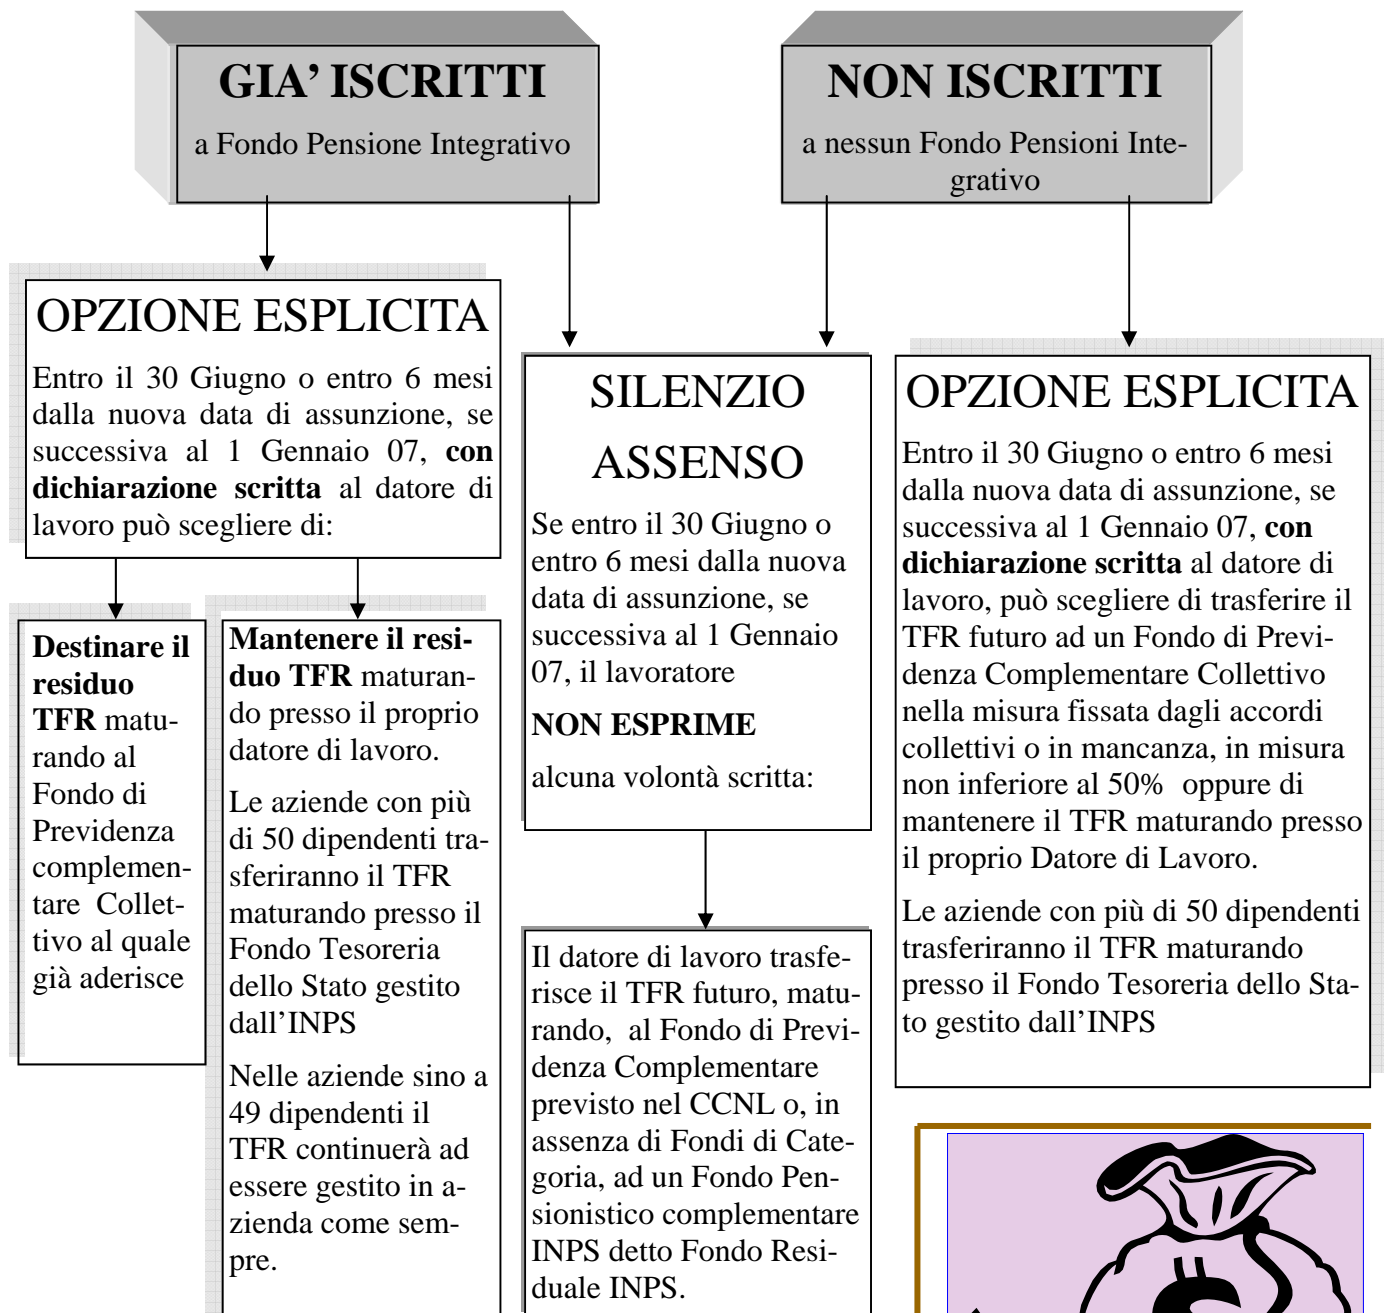 GIA’ ISCRITTI
a Fondo Pensione Integrativo
NON ISCRITTI
a nessun Fondo Pensioni Inte-
grativo
OPZIONE ESPLICITA
Entro il 30 Giugno o entro 6 mesi
dalla nuova data di assunzione, se
successiva al 1 Gennaio 07, con
dichiarazione scritta al datore di
lavoro può scegliere di:
Destinare il
residuo
TFR matu-
rando al
Fondo di
Previdenza
complemen-
tare Collet-
tivo al quale
già aderisce
Mantenere il resi-
duo TFR maturan-
do presso il proprio
datore di lavoro.
Le aziende con più
di 50 dipendenti tra-
sferiranno il TFR
maturando presso il
Fondo Tesoreria
dello Stato gestito
dall’INPS
Nelle aziende sino a
49 dipendenti il
TFR continuerà ad
essere gestito in a-
zienda come sem-
pre.
SILENZIO
ASSENSO
Se entro il 30 Giugno o
entro 6 mesi dalla nuova
data di assunzione, se
successiva al 1 Gennaio
07, il lavoratore
NON ESPRIME
alcuna volontà scritta:
Il datore di lavoro trasfe-
risce il TFR futuro, matu-
rando, al Fondo di Previ-
denza Complementare
previsto nel CCNL o, in
assenza di Fondi di Cate-
goria, ad un Fondo Pen-
sionistico complementare
INPS detto Fondo Resi-
duale INPS.
OPZIONE ESPLICITA
Entro il 30 Giugno o entro 6 mesi
dalla nuova data di assunzione, se
successiva al 1 Gennaio 07, con
dichiarazione scritta al datore di
lavoro, può scegliere di trasferire il
TFR futuro ad un Fondo di Previ-
denza Complementare Collettivo
nella misura fissata dagli accordi
collettivi o in mancanza, in misura
non inferiore al 50% oppure di
mantenere il TFR maturando presso
il proprio Datore di Lavoro.
Le aziende con più di 50 dipendenti
trasferiranno il TFR maturando
presso il Fondo Tesoreria dello Sta-
to gestito dall’INPS